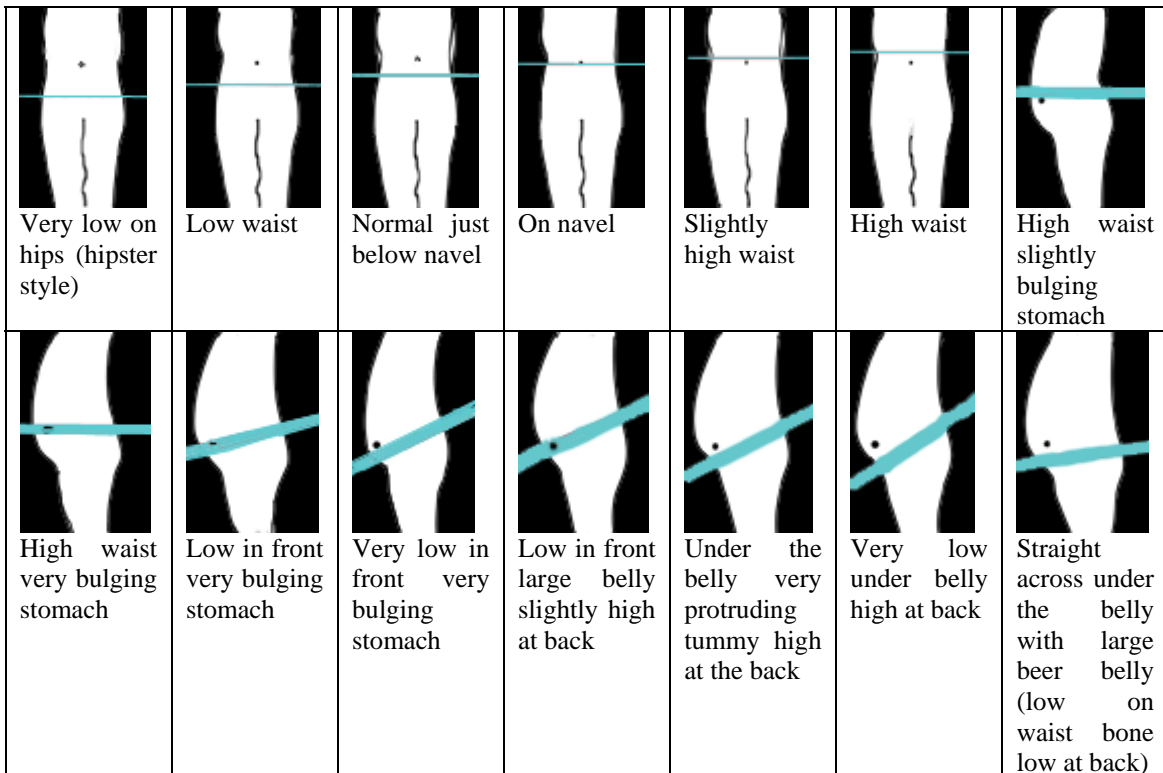 Very low on
hips (hipster
style)
Low waist
Normal just
below navel
On navel
Slightly
high waist
High waist
High waist
slightly
bulging
stomach
High waist
very bulging
stomach
Low in front
very bulging
stomach
Very low in
front very
bulging
stomach
Low in front
large belly
slightly high
at back
Under the
belly very
protruding
tummy high
at the back
Very low
under belly
high at back
Straight
across under
the belly
with large
beer belly
(low on
waist bone
low at back)